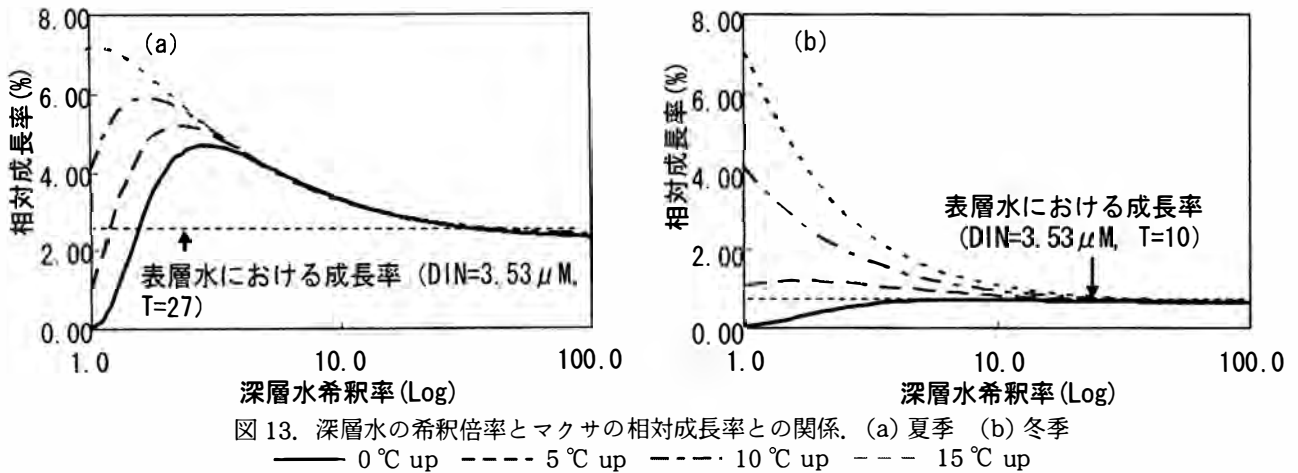 8.00
6.00
4.00
2.00
0.00
相対成長率(%)
(a)
表層水における成長率 (DIN=3.53μM,
T=27)
1.0
10.0
100.0
深層水希釈率(Log)
8.00
6.00
4.00
2.00
0.00
相対成長率(%)
(b)
表層水における成長率
(DIN=3.53μM, T=10)
1.0
10.0
100.0
深層水希釈率(Log)
図 13. 深層水の希釈倍率とマクサの相対成長率との関係. (a) 夏季 (b) 冬季
0 ℃ up 5 ℃ up 10 ℃ up 15 ℃ up